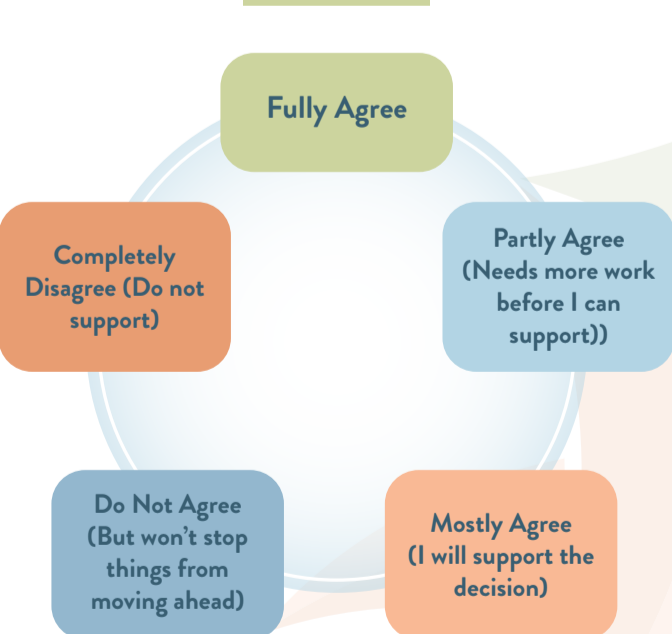 Fully Agree
Partly Agree
(Needs more work
before I can
support))
Mostly Agree
(I will support the
decision)
Do Not Agree
(But won't stop
things from
moving ahead)
Completely
Disagree (Do not
support)